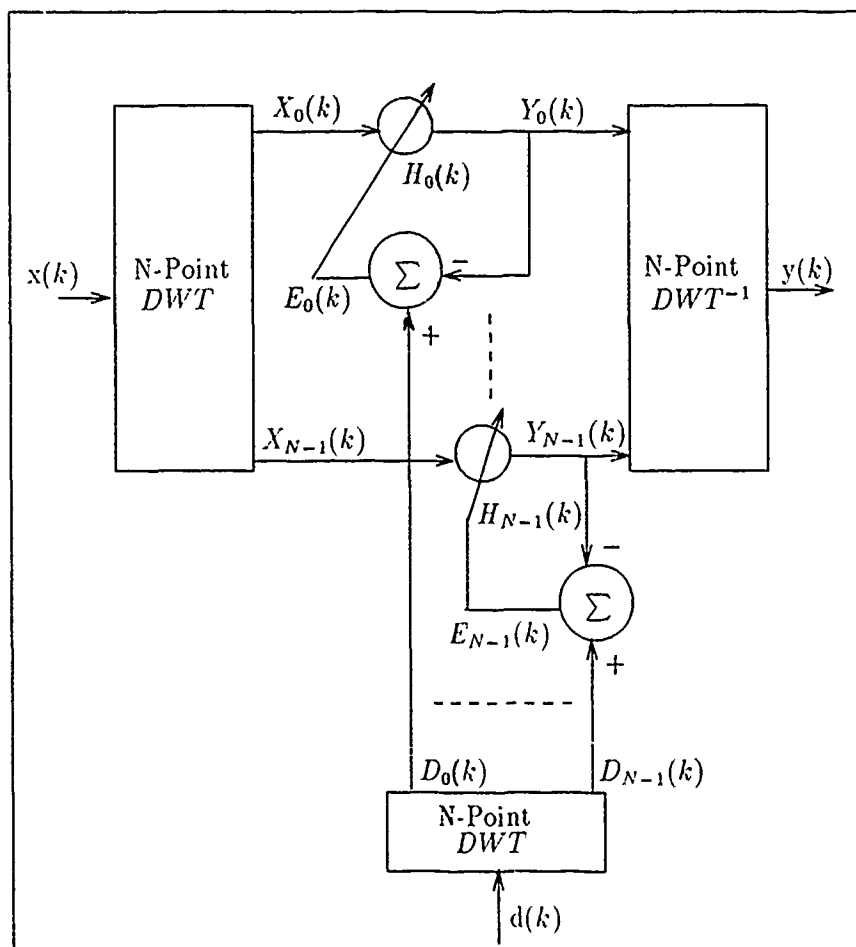 X₀(k)
Y₀(k)
H₀(k)
x(k)
N-Point
DWT
E₀(k)
Σ
−
+
N-Point
DWT⁻¹
y(k)
X_{N−1}(k)
Y_{N−1}(k)
H_{N−1}(k)
−
Σ
E_{N−1}(k)
+
D₀(k)
D_{N−1}(k)
N-Point
DWT
d(k)